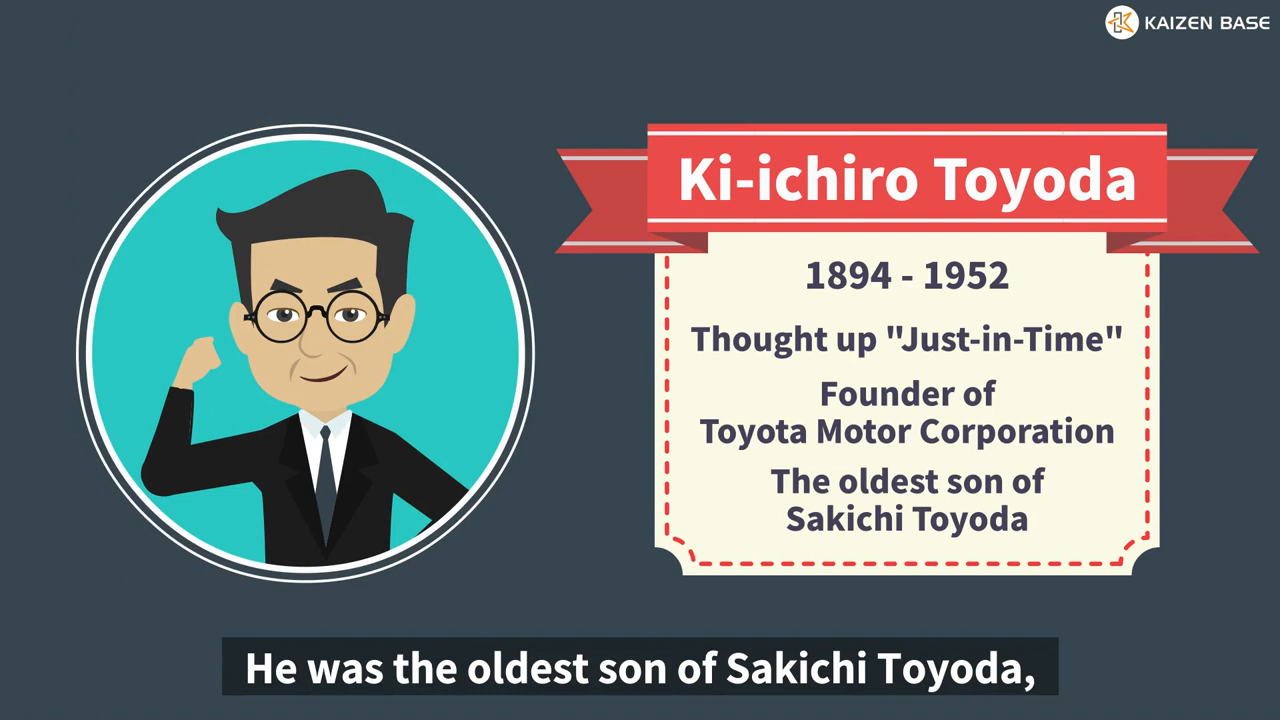 KAIZEN BASE
Ki-ichiro Toyoda
1894 - 1952
Thought up "Just-in-Time"
Founder of
Toyota Motor Corporation
The oldest son of
Sakichi Toyoda
He was the oldest son of Sakichi Toyoda,